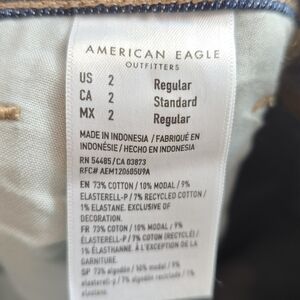 AMERICAN EAGLE
OUTFITTERS
US 2 Regular
CA 2 Standard
MX 2 Regular
MADE IN INDONESIA / FABRIQUÉ EN
INDONÉSIE / HECHO EN INDONESIA
RN 54485/CA 03873
RFC# AEM120605U9A
EN 73% COTTON / 10% MODAL / 9%
ELASTERELL-P / 7% RECYCLED COTTON /
1% ELASTANE. EXCLUSIVE OF
DECORATION.
FR 73% COTON / 10% MODAL / 9%
ÉLASTERELL-P / 7% COTON (RECYCLÉ) /
1% ÉLASTHANNE. À L'EXCEPTION DE LA
GARNITURE.
SP 73% algodón / 10% modal / 9%
elasterell-p / 7% algodón reciclado / 1%